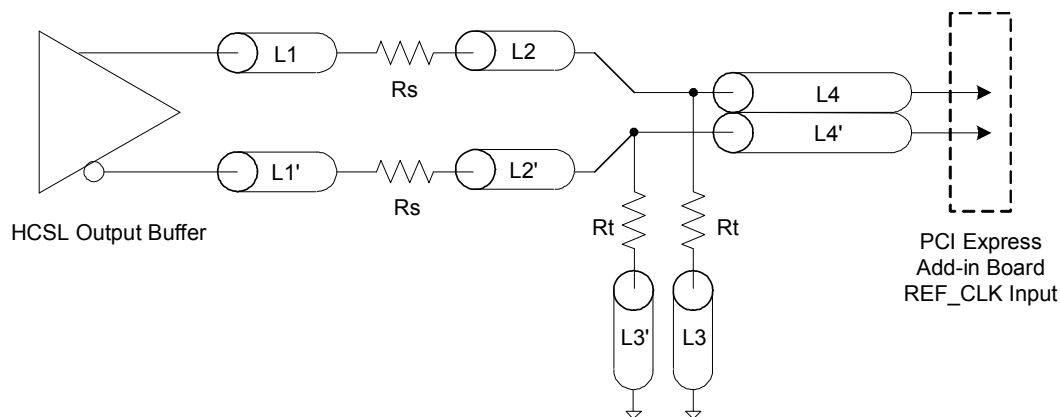 L1
Rs
L2
L4
L4'
L1'
Rs
L2'
HCSL Output Buffer
Rt
Rt
L3'
L3
PCI Express
Add-in Board
REF_CLK Input